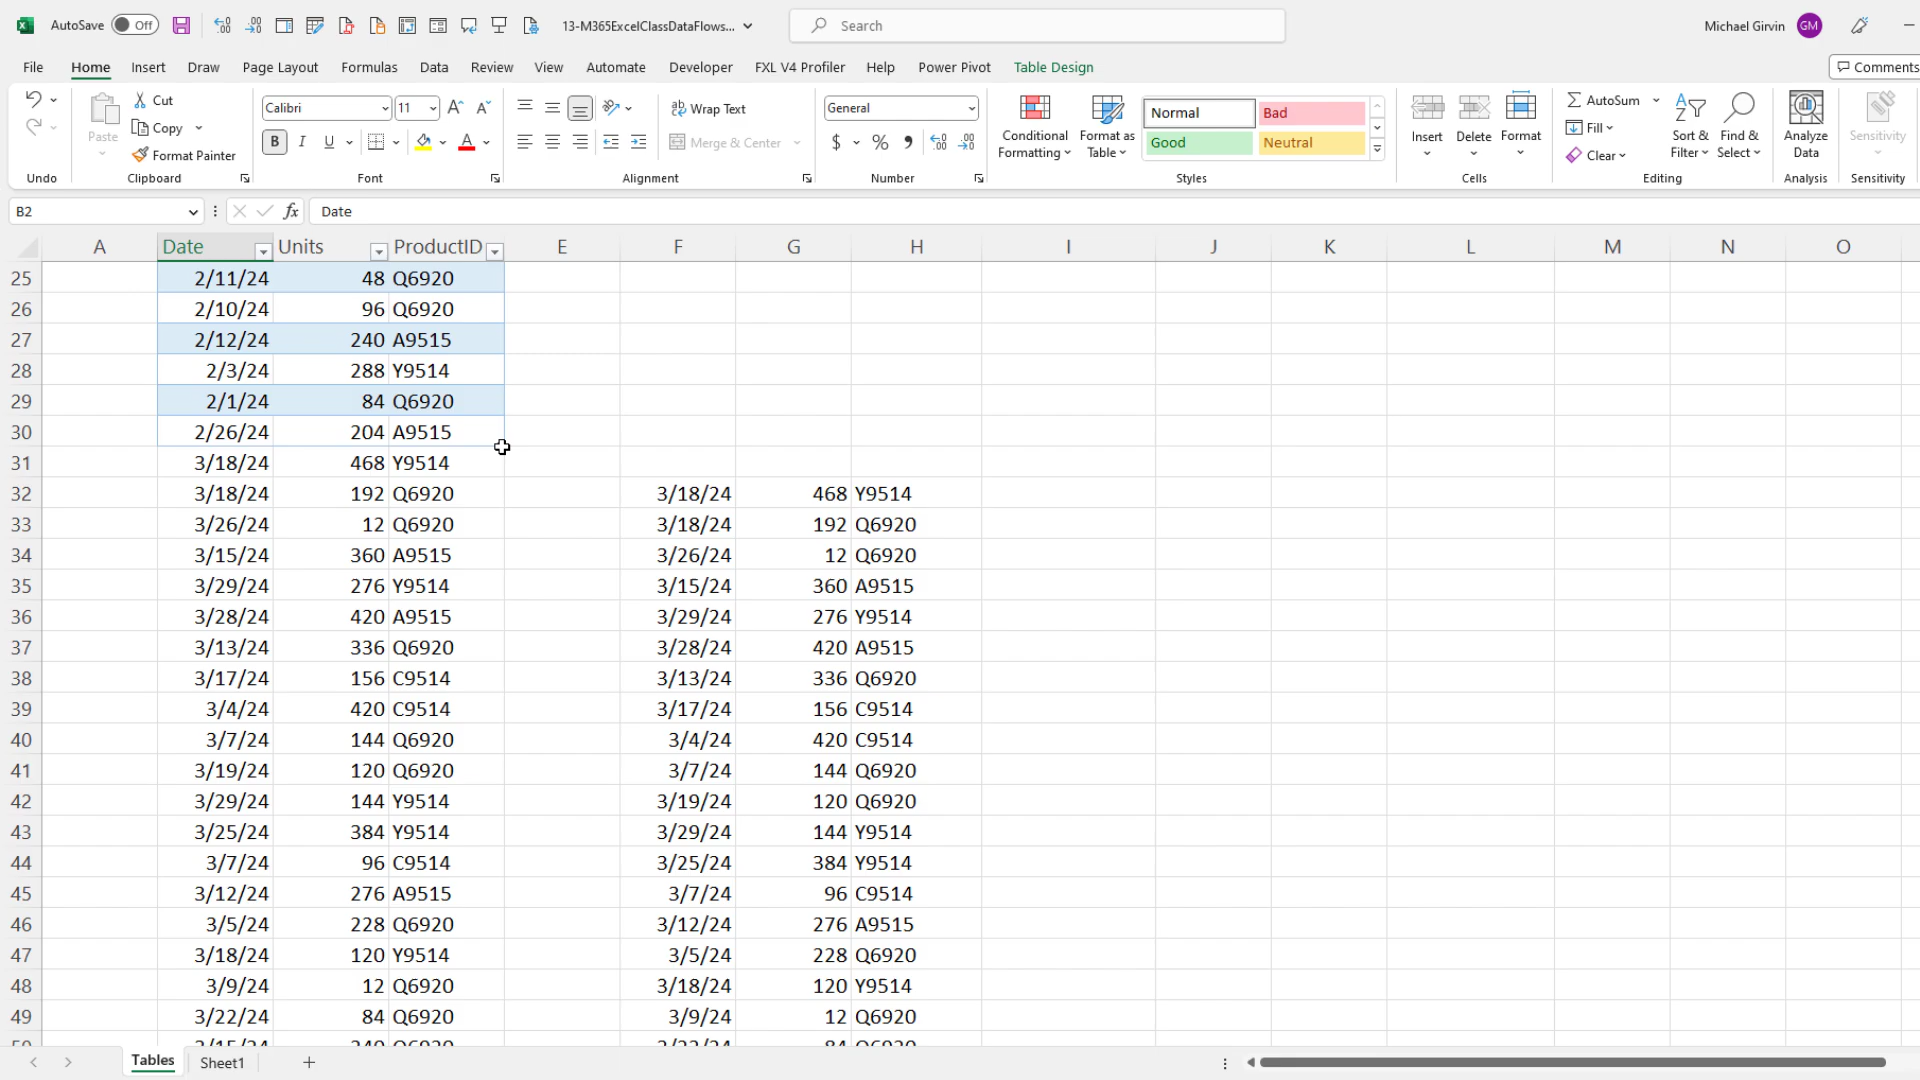 AutoSave Off 13-M365ExcelClassDataFlows... Search Michael Girvin GM
File Home Insert Draw Page Layout Formulas Data Review View Automate Developer FXL V4 Profiler Help Power Pivot Table Design Comments
Paste Cut Copy Format Painter
Calibri 11
B I U
Wrap Text
Merge & Center
General
$ %
Conditional Formatting
Format as Table
Normal Bad
Good Neutral
Insert Delete Format
AutoSum
Fill
Clear
Sort & Filter
Find & Select
Analyze Data
Sensitivity
Undo Clipboard Font Alignment Number Styles Cells Editing Analysis Sensitivity
B2 fx Date
A Date Units ProductID E F G H I J K L M N O
25 2/11/24 48 Q6920
26 2/10/24 96 Q6920
27 2/12/24 240 A9515
28 2/3/24 288 Y9514
29 2/1/24 84 Q6920
30 2/26/24 204 A9515
31 3/18/24 468 Y9514
32 3/18/24 192 Q6920 3/18/24 468 Y9514
33 3/26/24 12 Q6920 3/18/24 192 Q6920
34 3/15/24 360 A9515 3/26/24 12 Q6920
35 3/29/24 276 Y9514 3/15/24 360 A9515
36 3/28/24 420 A9515 3/29/24 276 Y9514
37 3/13/24 336 Q6920 3/28/24 420 A9515
38 3/17/24 156 C9514 3/13/24 336 Q6920
39 3/4/24 420 C9514 3/17/24 156 C9514
40 3/7/24 144 Q6920 3/4/24 420 C9514
41 3/19/24 120 Q6920 3/7/24 144 Q6920
42 3/29/24 144 Y9514 3/19/24 120 Q6920
43 3/25/24 384 Y9514 3/29/24 144 Y9514
44 3/7/24 96 C9514 3/25/24 384 Y9514
45 3/12/24 276 A9515 3/7/24 96 C9514
46 3/5/24 228 Q6920 3/12/24 276 A9515
47 3/18/24 120 Y9514 3/5/24 228 Q6920
48 3/9/24 12 Q6920 3/18/24 120 Y9514
49 3/22/24 84 Q6920 3/9/24 12 Q6920
Tables Sheet1